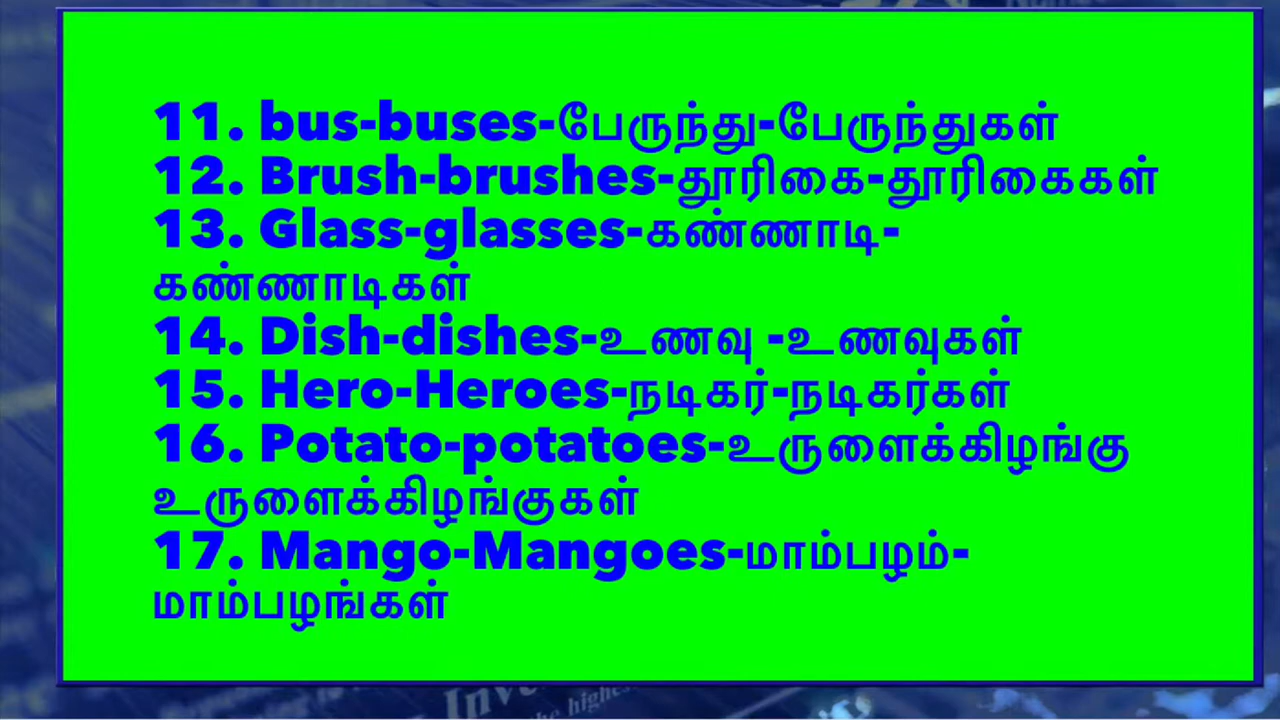 11. bus-buses-பேருந்து-பேருந்துகள்
12. Brush-brushes-தூரிகை-தூரிகைகள்
13. Glass-glasses-கண்ணாடி-
கண்ணாடிகள்
14. Dish-dishes-உணவு -உணவுகள்
15. Hero-Heroes-நடிகர்-நடிகர்கள்
16. Potato-potatoes-உருளைக்கிழங்கு
உருளைக்கிழங்குகள்
17. Mango-Mangoes-மாம்பழம்-
மாம்பழங்கள்
the highes